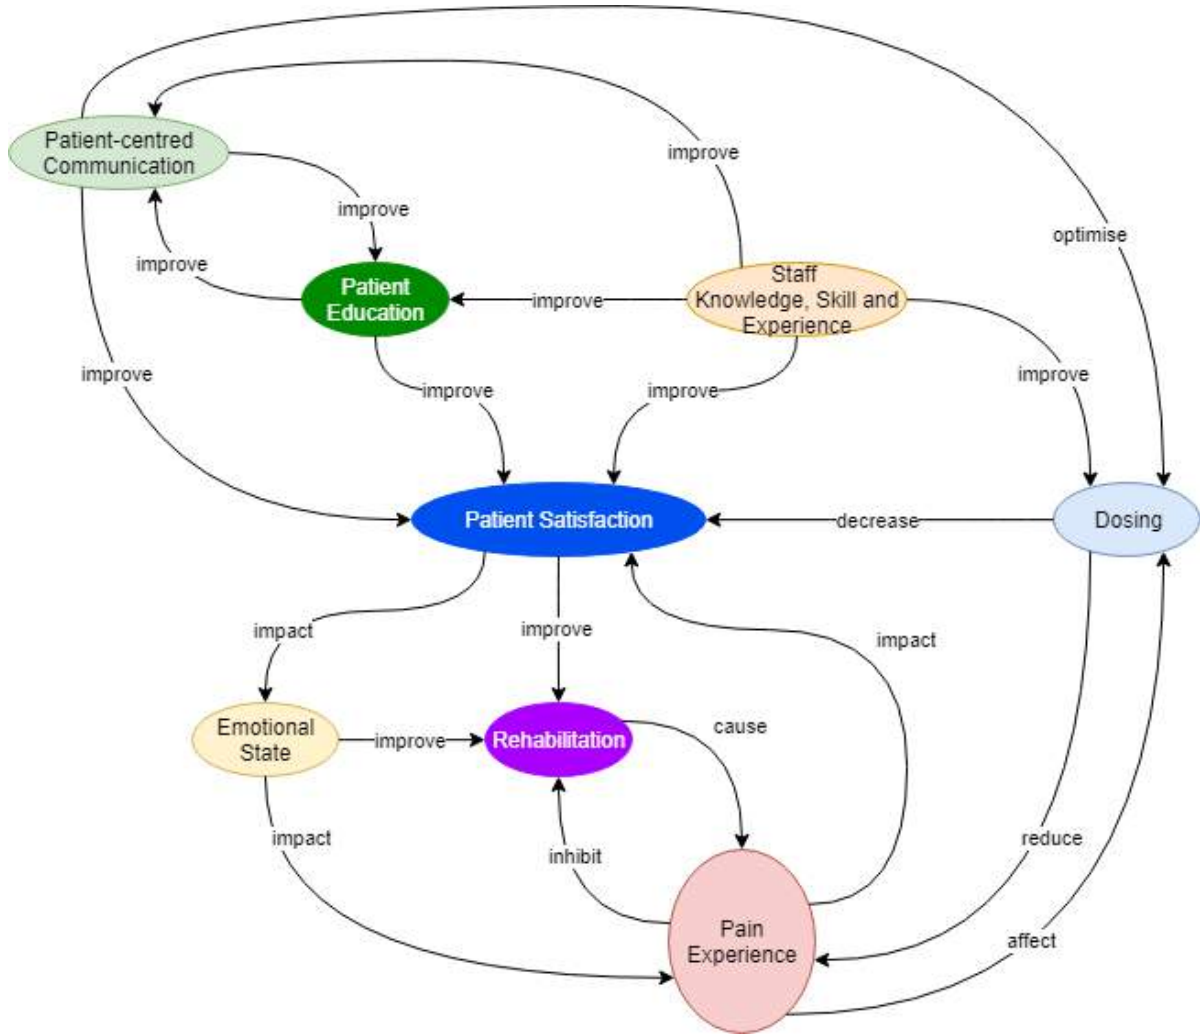 Patient-centred
Communication
improve
improve
optimise
improve
Patient
Education
improve
Staff
Knowledge, Skill and
Experience
improve
improve
improve
improve
improve
Patient Satisfaction
decrease
Dosing
impact
improve
impact
Emotional
State
improve
Rehabilitation
cause
impact
inhibit
reduce
Pain
Experience
affect